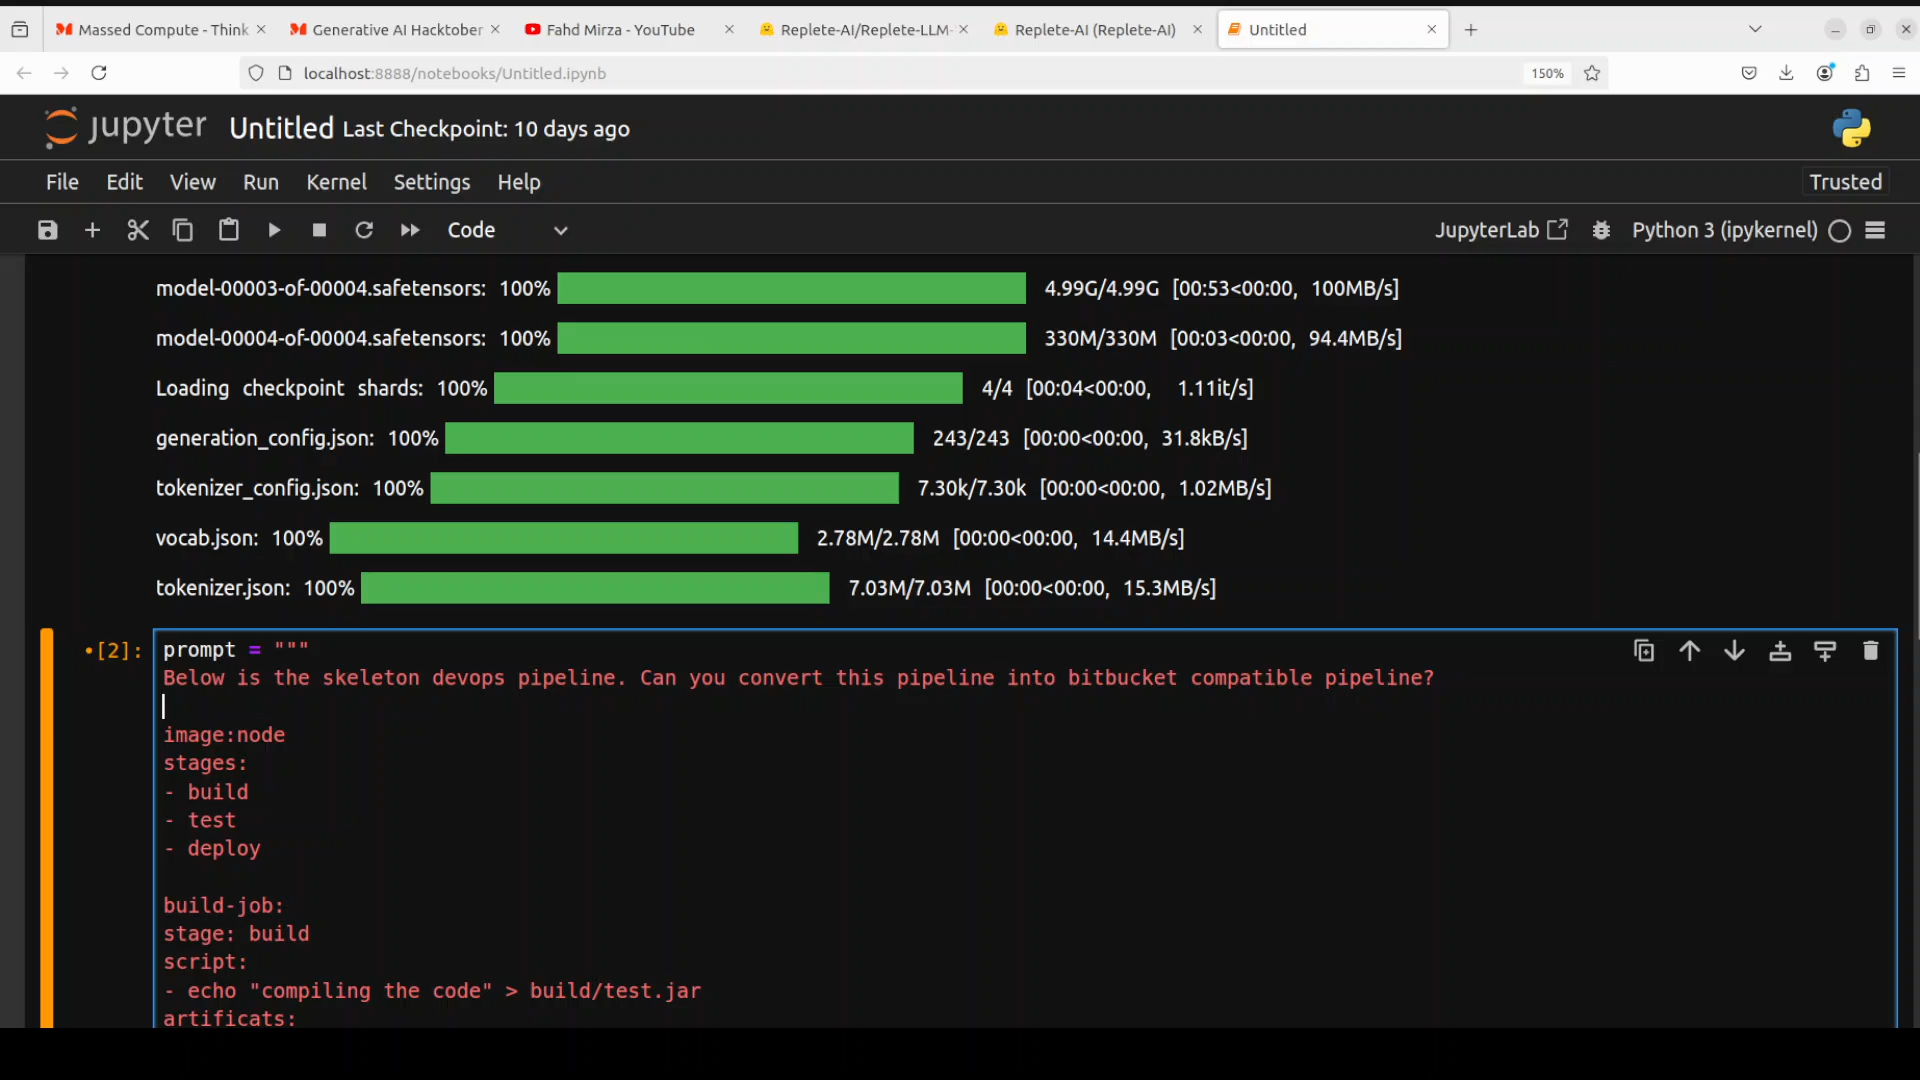 Massed Compute - Think
Generative AI Hacktober
Fahd Mirza - YouTube
Replete-AI/Replete-LLM-
Replete-AI (Replete-AI)
Untitled
localhost:8888/notebooks/Untitled.ipynb
150%
jupyter
Untitled Last Checkpoint: 10 days ago
File Edit View Run Kernel Settings Help
Trusted
Code
JupyterLab
Python 3 (ipykernel)
model-00003-of-00004.safetensors: 100% 4.99G/4.99G [00:53<00:00, 100MB/s]
model-00004-of-00004.safetensors: 100% 330M/330M [00:03<00:00, 94.4MB/s]
Loading checkpoint shards: 100% 4/4 [00:04<00:00, 1.11it/s]
generation_config.json: 100% 243/243 [00:00<00:00, 31.8kB/s]
tokenizer_config.json: 100% 7.30k/7.30k [00:00<00:00, 1.02MB/s]
vocab.json: 100% 2.78M/2.78M [00:00<00:00, 14.4MB/s]
tokenizer.json: 100% 7.03M/7.03M [00:00<00:00, 15.3MB/s]
•[2]: prompt = """
Below is the skeleton devops pipeline. Can you convert this pipeline into bitbucket compatible pipeline?
image:node
stages:
- build
- test
- deploy
build-job:
stage: build
script:
- echo "compiling the code" > build/test.jar
artificats: